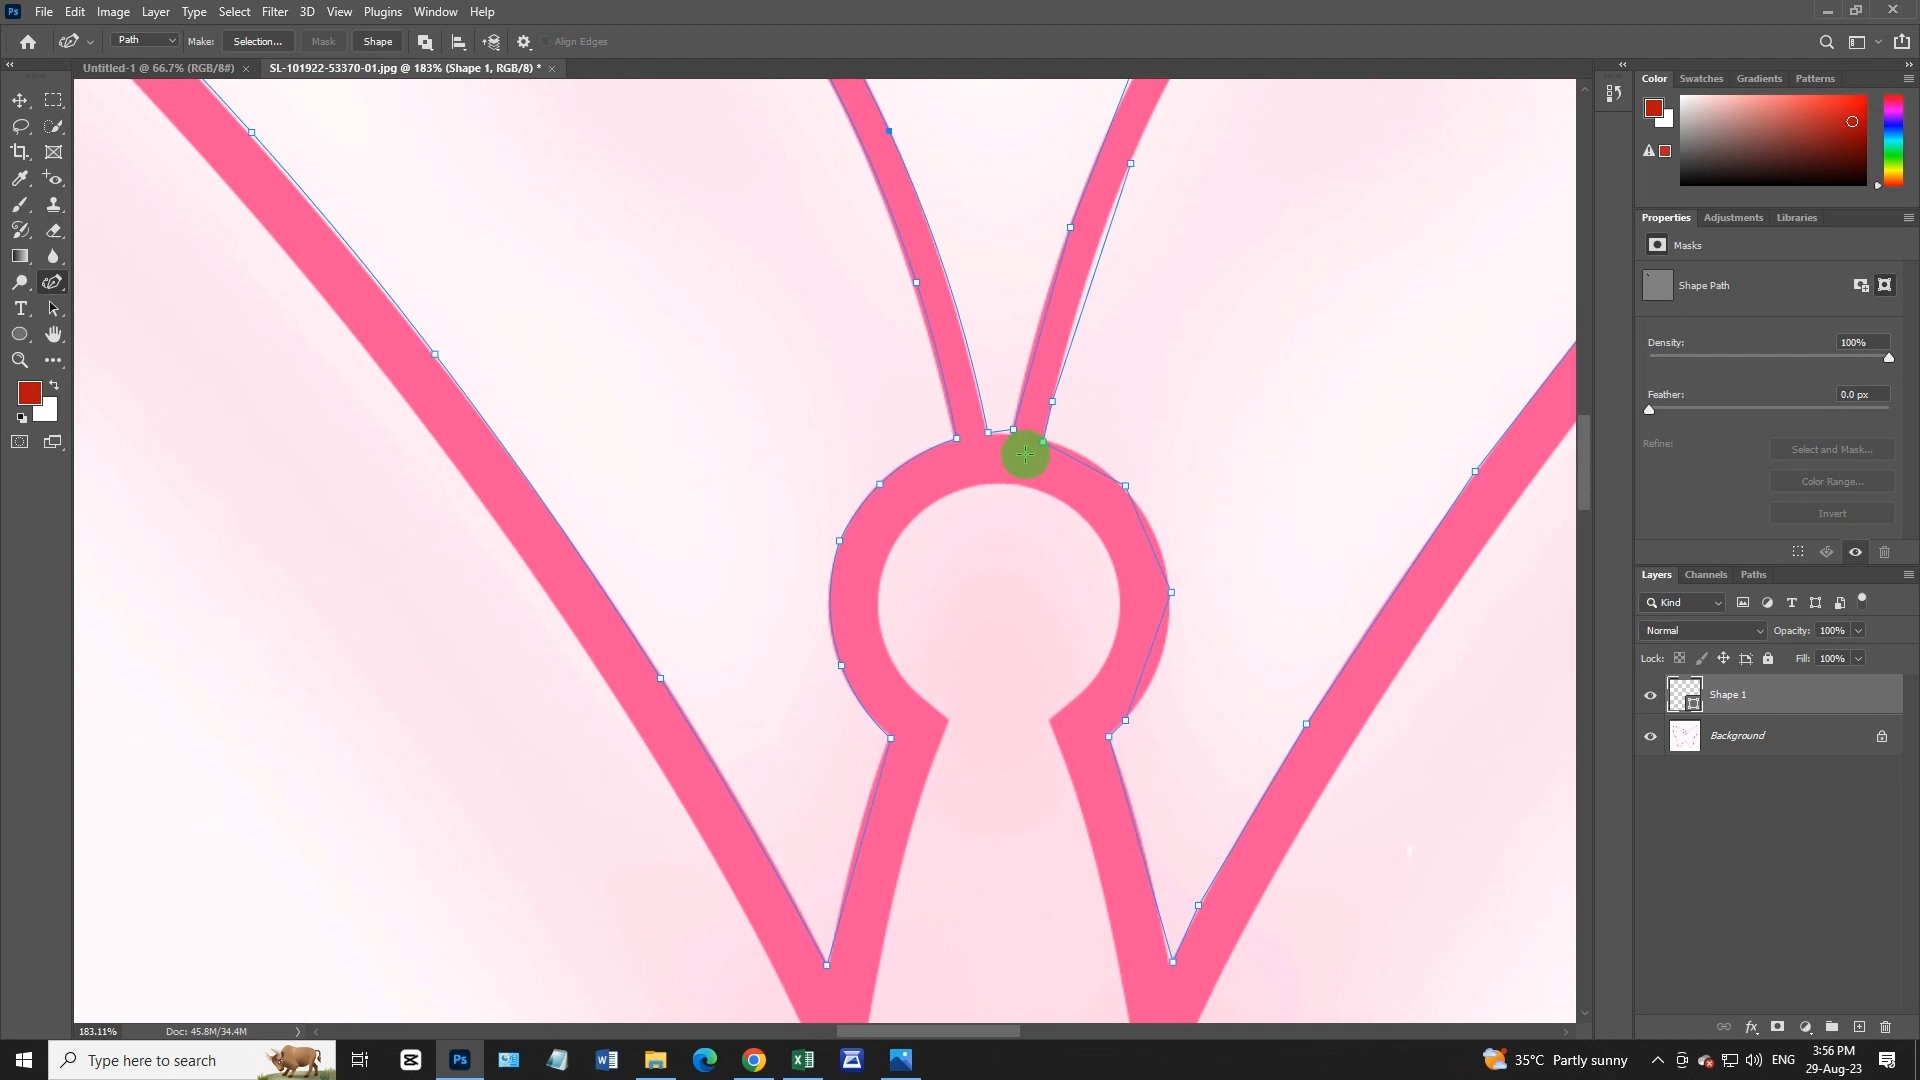 Ps File Edit Image Layer Type Select Filter 3D View Plugins Window Help
Path Make: Selection... Mask Shape Align Edges
Untitled-1 @ 66.7% (RGB/8#) × SL-101922-53370-01.jpg @ 183% (Shape 1, RGB/8) * ×
Color Swatches Gradients Patterns
Properties Adjustments Libraries
Masks
Shape Path
Density: 100%
Feather: 0.0 px
Refine: Select and Mask...
Color Range...
Invert
Layers Channels Paths
Kind
Normal Opacity: 100%
Lock: Fill: 100%
Shape 1
Background
183.11% Doc: 45.8M/34.4M
Type here to search
Ps
35°C Partly sunny
ENG
3:56 PM
29-Aug-23